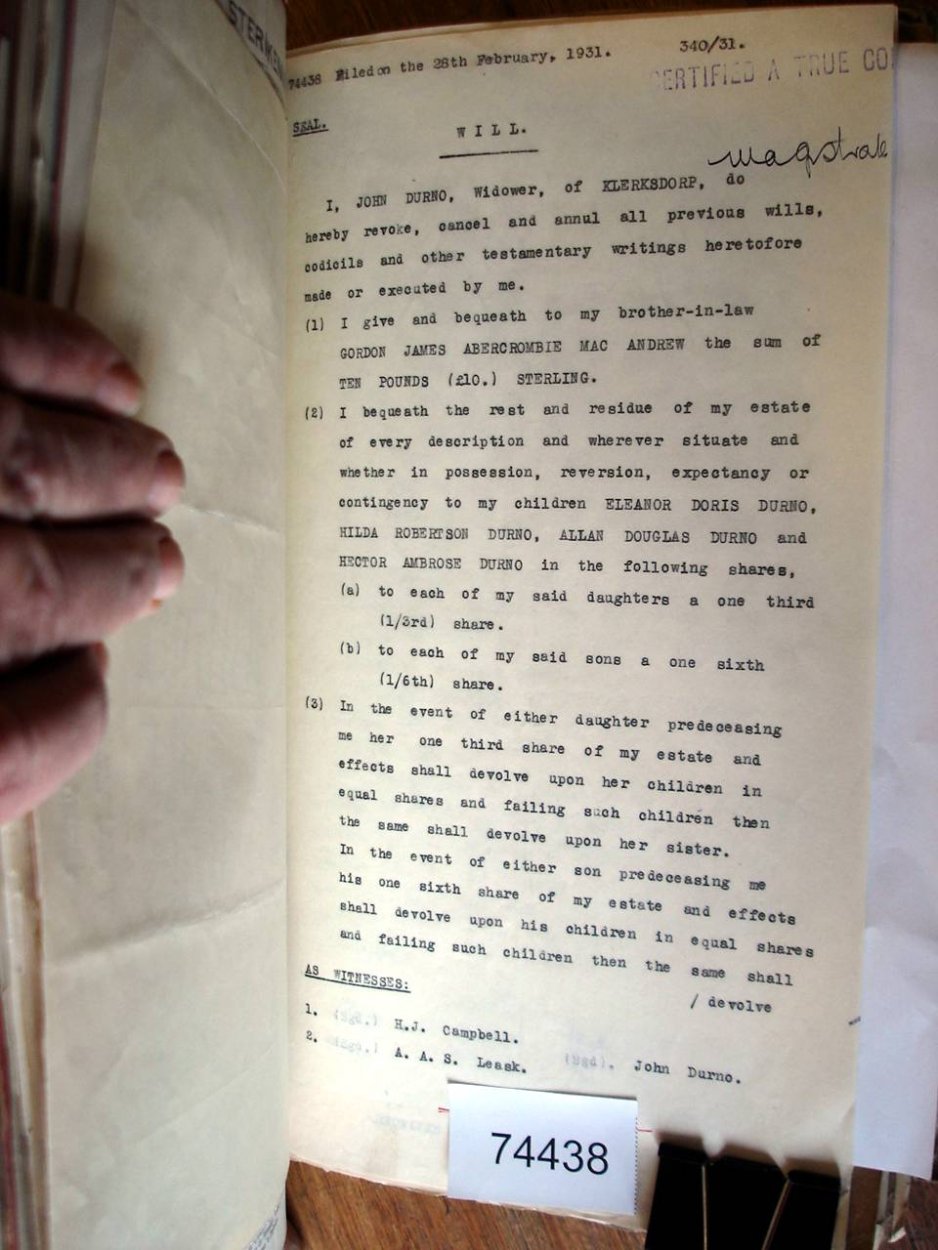 STERM
74438 Filed on the 28th February, 1931. 340/31.
CERTIFIED A TRUE CO
SEAL.
WILL.
magstrate
I, JOHN DURNO, Widower, of KLERKSDORP, do
hereby revoke, cancel and annul all previous wills,
codicils and other testamentary writings heretofore
made or executed by me.
(1) I give and bequeath to my brother-in-law
GORDON JAMES ABERCROMBIE MAC ANDREW the sum of
TEN POUNDS (£10.) STERLING.
(2) I bequeath the rest and residue of my estate
of every description and wherever situate and
whether in possession, reversion, expectancy or
contingency to my children ELEANOR DORIS DURNO,
HILDA ROBERTSON DURNO, ALLAN DOUGLAS DURNO and
HECTOR AMBROSE DURNO in the following shares,
(a) to each of my said daughters a one third
(1/3rd) share.
(b) to each of my said sons a one sixth
(1/6th) share.
(3) In the event of either daughter predeceasing
me her one third share of my estate and
effects shall devolve upon her children in
equal shares and failing such children then
the same shall devolve upon her sister.
In the event of either son predeceasing me
his one sixth share of my estate and effects
shall devolve upon his children in equal shares
and failing such children then the same shall
/ devolve
AS WITNESSES:
1. (Sgd.) H.J. Campbell.
2. (Sgd.) A. A. S. Leask. (Sgd). John Durno.
74438